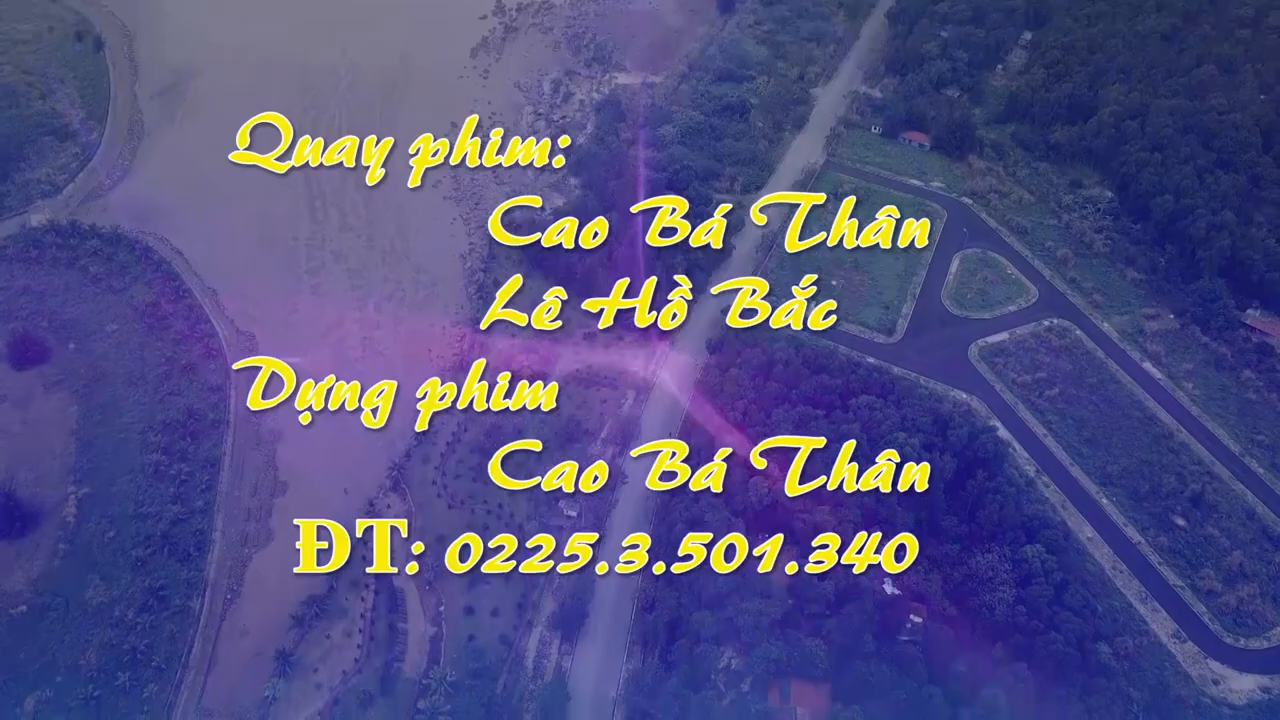 Quay phim:
Cao Bá Thân
Lê Hồ Bắc
Dựng phim
Cao Bá Thân
ĐT: 0225.3.501.340